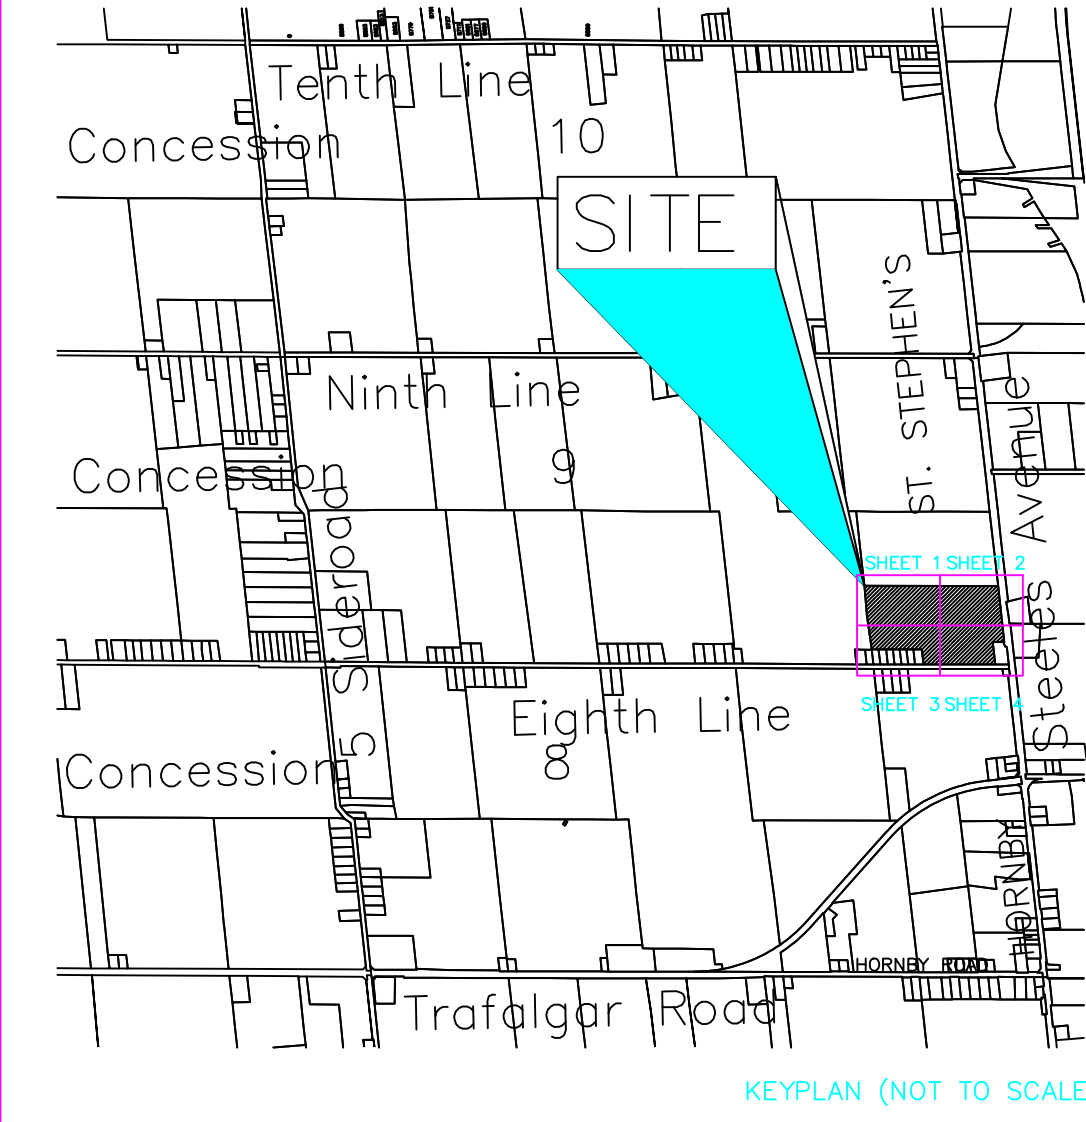 Tenth Line
Concession
10
SITE
ST. STEPHEN'S
Ninth Line
Concession
9
Avenue
5 Sideroad
SHEET 1
SHEET 2
Steeles
SHEET 3
SHEET 4
Eighth Line
Concession
8
HORNBY
HORNBY ROAD
Trafalgar Road
KEYPLAN (NOT TO SCALE